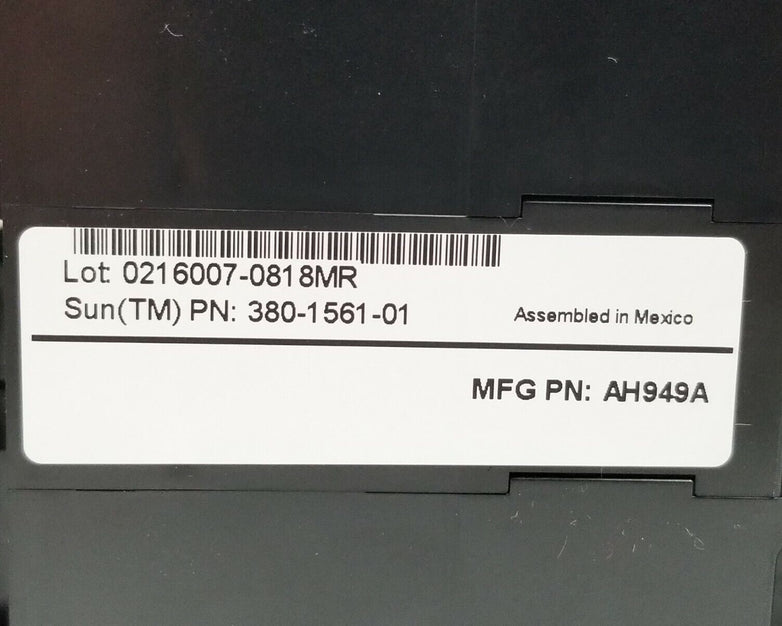 Lot: 0216007-0818MR
Sun(TM) PN: 380-1561-01
Assembled in Mexico
MFG PN: AH949A